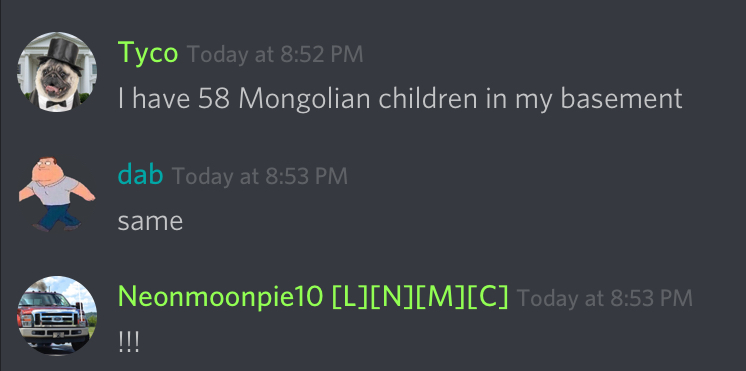 Tyco Today at 8:52 PM
I have 58 Mongolian children in my basement
dab Today at 8:53 PM
same
Neonmoonpie10 [L][N][M][C] Today at 8:53 PM
!!!